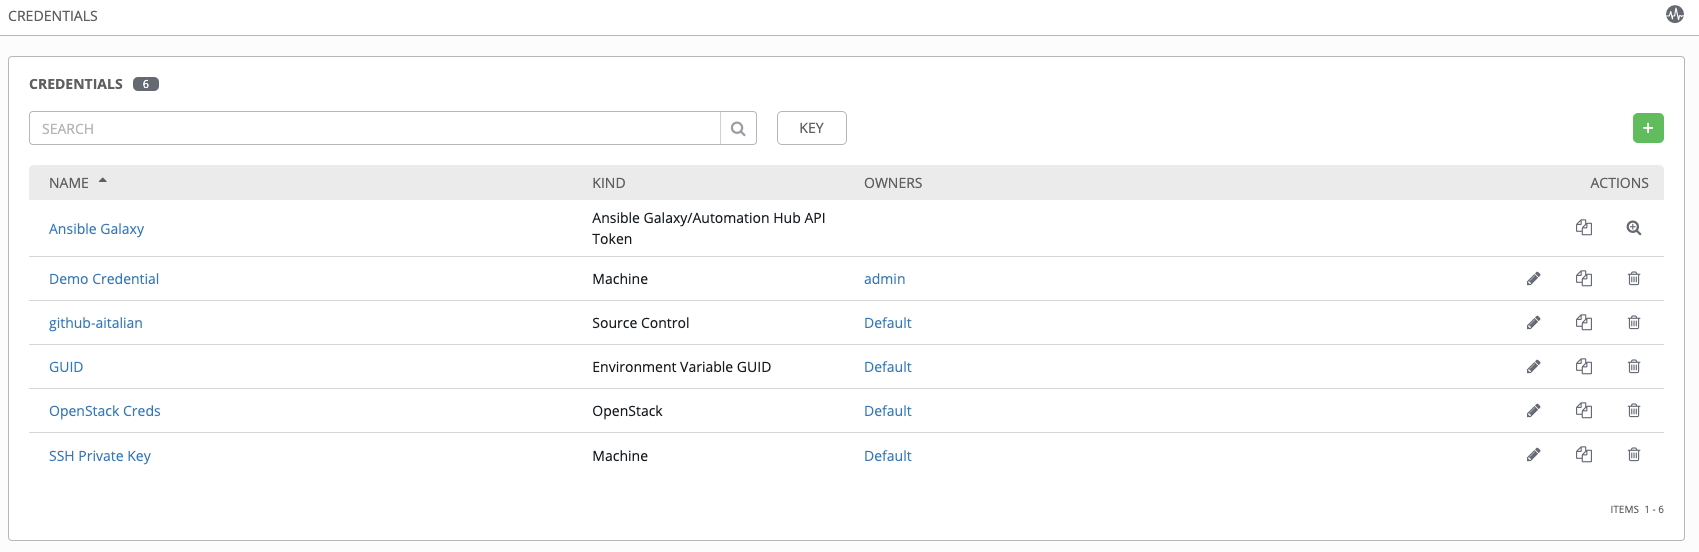 CREDENTIALS
CREDENTIALS 6
SEARCH KEY +
NAME KIND OWNERS ACTIONS
Ansible Galaxy Ansible Galaxy/Automation Hub API
Token
Demo Credential Machine admin
github-aitalian Source Control Default
GUID Environment Variable GUID Default
OpenStack Creds OpenStack Default
SSH Private Key Machine Default
ITEMS 1 - 6